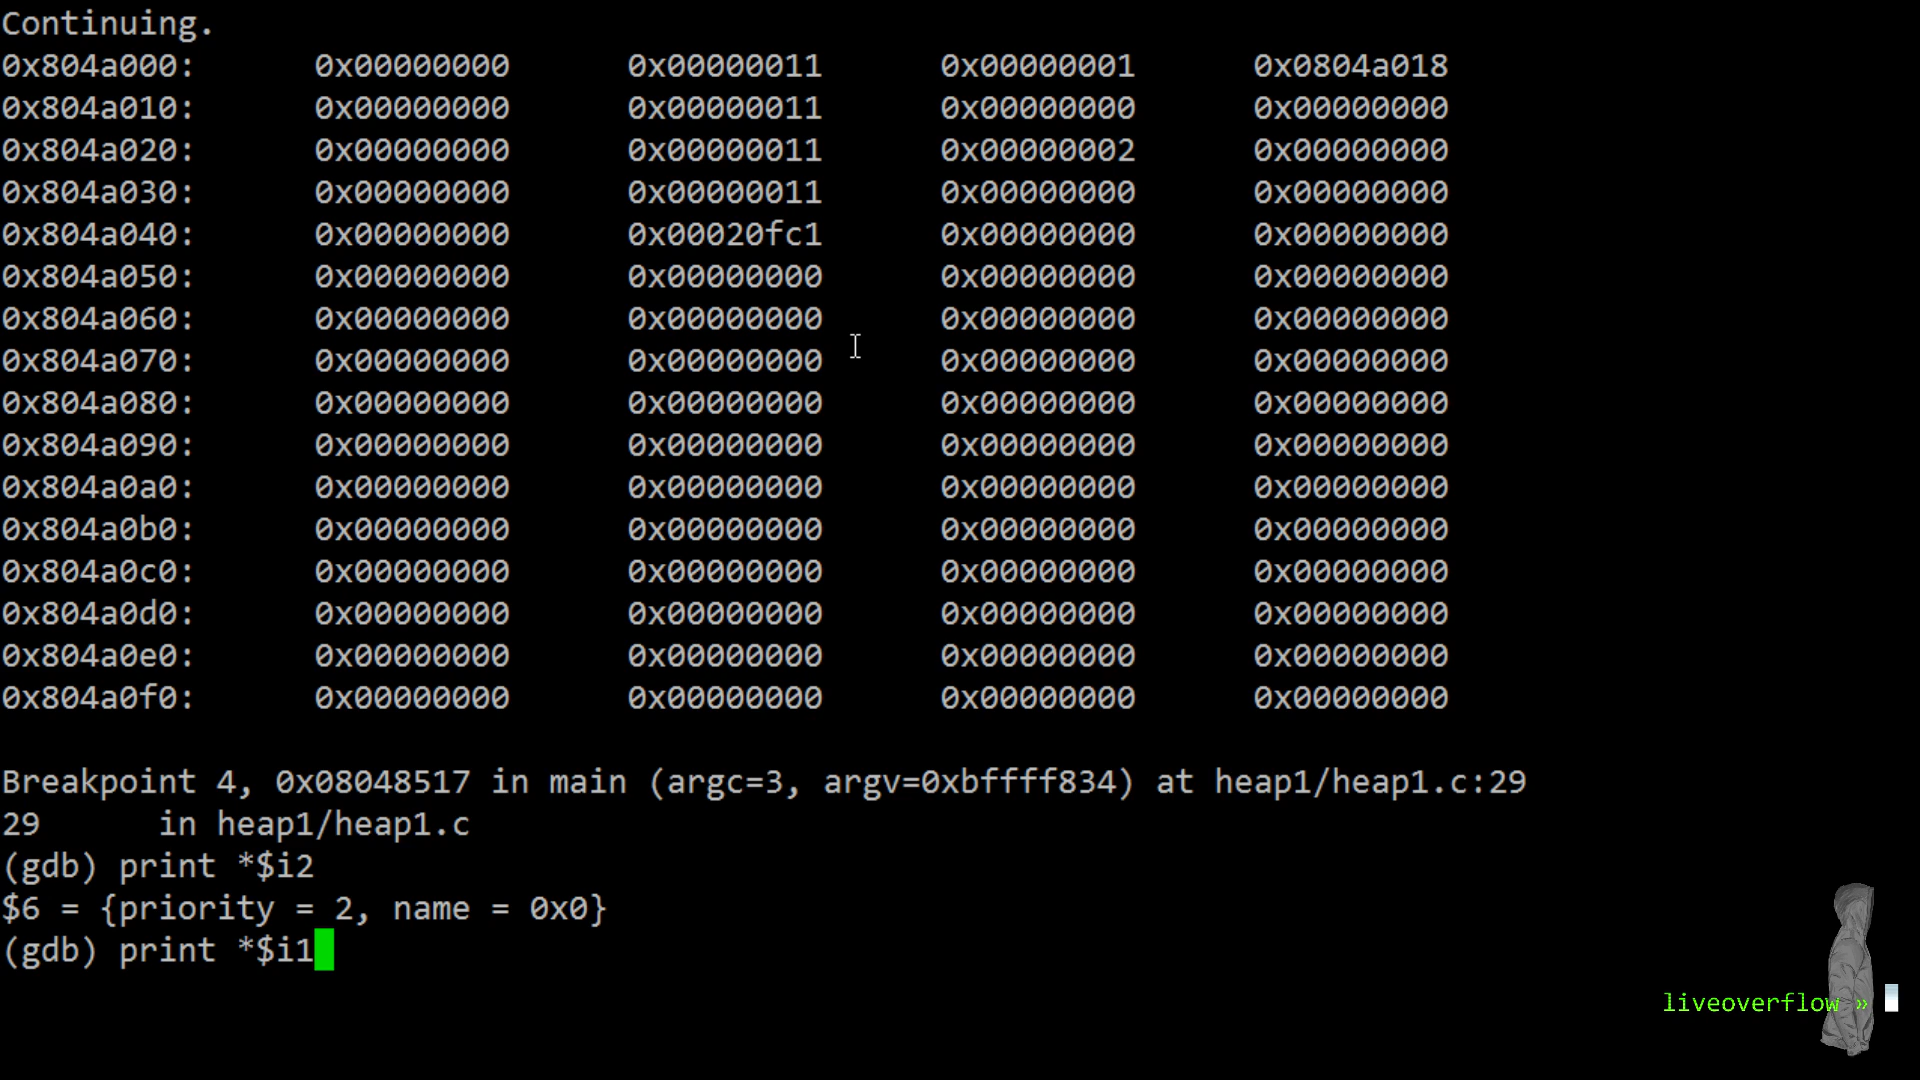 Continuing.
0x804a000: 0x00000000 0x00000011 0x00000001 0x0804a018
0x804a010: 0x00000000 0x00000011 0x00000000 0x00000000
0x804a020: 0x00000000 0x00000011 0x00000002 0x00000000
0x804a030: 0x00000000 0x00000011 0x00000000 0x00000000
0x804a040: 0x00000000 0x00020fc1 0x00000000 0x00000000
0x804a050: 0x00000000 0x00000000 0x00000000 0x00000000
0x804a060: 0x00000000 0x00000000 0x00000000 0x00000000
0x804a070: 0x00000000 0x00000000 0x00000000 0x00000000
0x804a080: 0x00000000 0x00000000 0x00000000 0x00000000
0x804a090: 0x00000000 0x00000000 0x00000000 0x00000000
0x804a0a0: 0x00000000 0x00000000 0x00000000 0x00000000
0x804a0b0: 0x00000000 0x00000000 0x00000000 0x00000000
0x804a0c0: 0x00000000 0x00000000 0x00000000 0x00000000
0x804a0d0: 0x00000000 0x00000000 0x00000000 0x00000000
0x804a0e0: 0x00000000 0x00000000 0x00000000 0x00000000
0x804a0f0: 0x00000000 0x00000000 0x00000000 0x00000000
Breakpoint 4, 0x08048517 in main (argc=3, argv=0xbffff834) at heap1/heap1.c:29
29 in heap1/heap1.c
(gdb) print *$i2
$6 = {priority = 2, name = 0x0}
(gdb) print *$i1
liveoverflow »